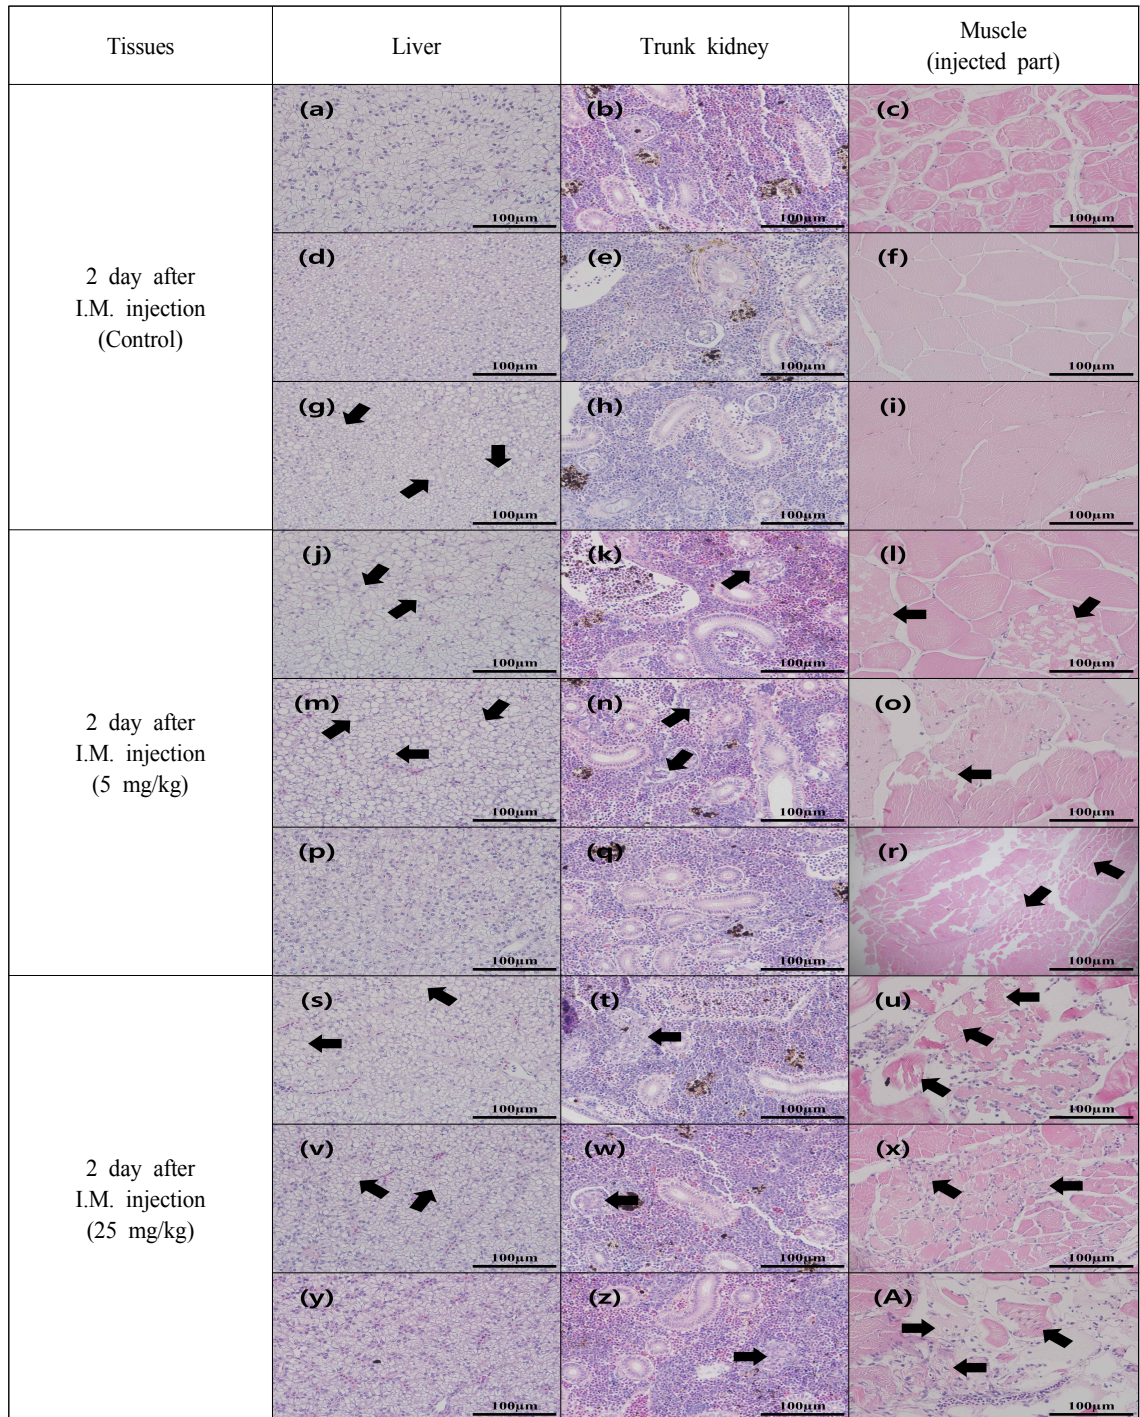 Tissues
Liver
Trunk kidney
Muscle
(injected part)
2 day after
I.M. injection
(Control)
(a)
100μm
(b)
100μm
(c)
100μm
(d)
100μm
(e)
100μm
(f)
100μm
(g)
100μm
(h)
100μm
(i)
100μm
2 day after
I.M. injection
(5 mg/kg)
(j)
100μm
(k)
100μm
(l)
100μm
(m)
100μm
(n)
100μm
(o)
100μm
(p)
100μm
(q)
100μm
(r)
100μm
2 day after
I.M. injection
(25 mg/kg)
(s)
100μm
(t)
100μm
(u)
100μm
(v)
100μm
(w)
100μm
(x)
100μm
(y)
100μm
(z)
100μm
(A)
100μm